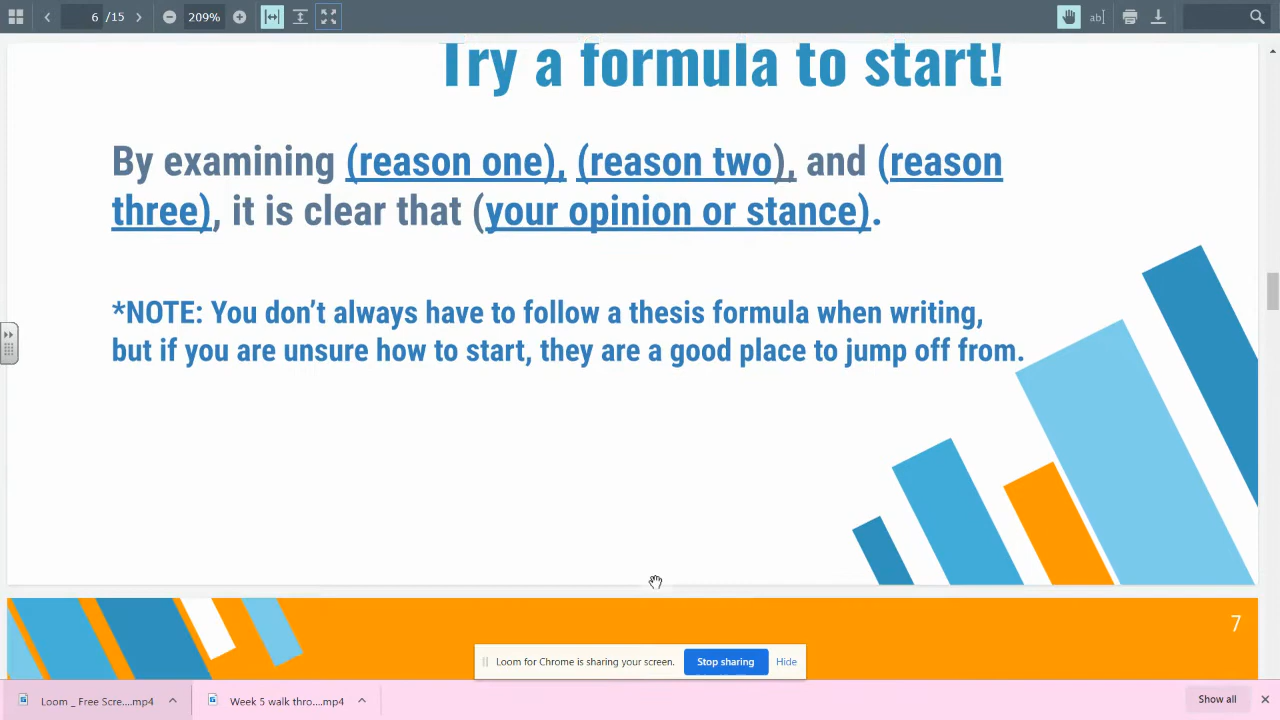 6 /15 209% ab
Try a formula to start!
By examining (reason one), (reason two), and (reason
three), it is clear that (your opinion or stance).
*NOTE: You don’t always have to follow a thesis formula when writing,
but if you are unsure how to start, they are a good place to jump off from.
7
Loom for Chrome is sharing your screen. Stop sharing Hide
Loom _ Free Scre....mp4 Week 5 walk thro....mp4 Show all